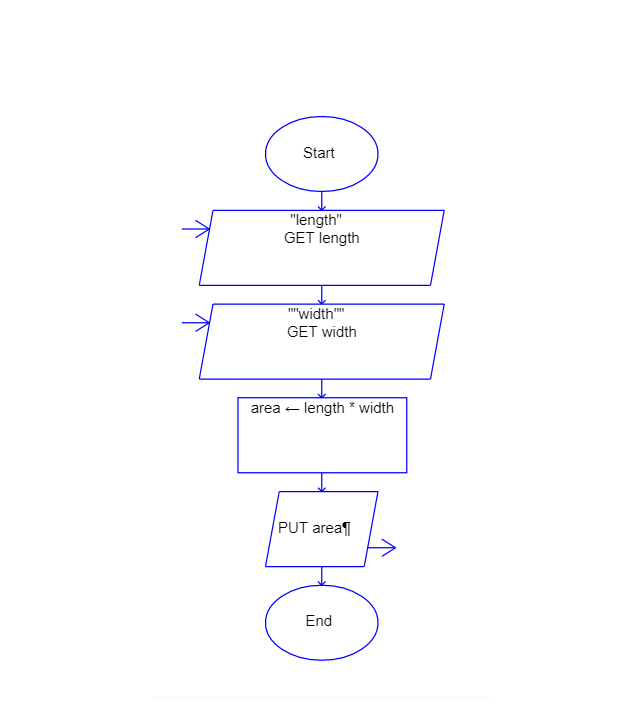 Start
"length"
GET length
""width""
GET width
area ← length * width
PUT area¶
End